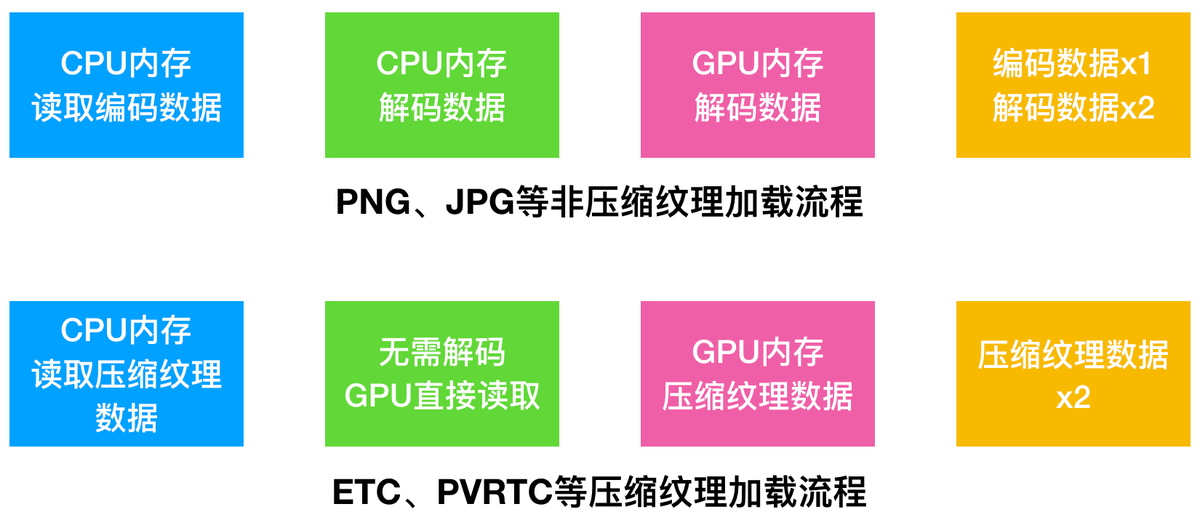 CPU内存
读取编码数据
CPU内存
解码数据
GPU内存
解码数据
编码数据x1
解码数据x2
PNG、JPG等非压缩纹理加载流程
CPU内存
读取压缩纹理
数据
无需解码
GPU直接读取
GPU内存
压缩纹理数据
压缩纹理数据
x2
ETC、PVRTC等压缩纹理加载流程